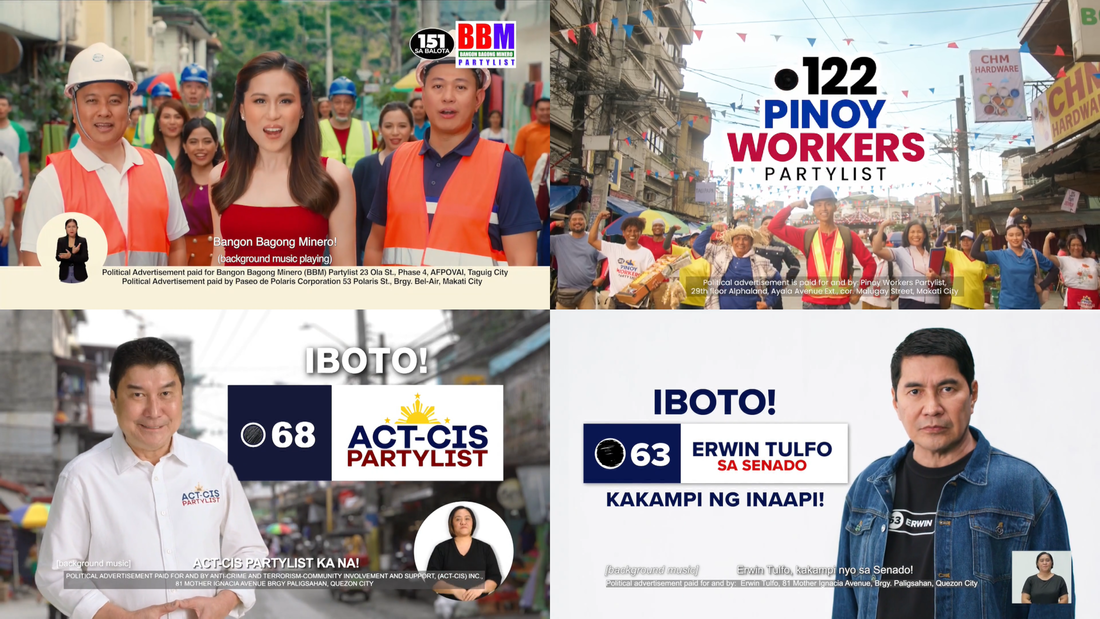 151
SA BALOTA
BBM
BANGON BAGONG MINERO
PARTYLIST
"Bangon Bagong Minero!
(background music playing)
Political Advertisement paid for Bangon Bagong Minero (BBM) Partylist 23 Ola St., Phase 4, AFPOVAI, Taguig City
Political Advertisement paid by Paseo de Polaris Corporation 53 Polaris St., Brgy. Bel-Air, Makati City
122
PINOY
WORKERS
PARTYLIST
CHM
HARDWARE
CHM
HARDWARE
PINOY
WORKERS
Political advertisement is paid for and by: Pinoy Workers Partylist,
29th floor Alphaland, Ayala Avenue Ext., cor. Malugay Street, Makati City
IBOTO!
68
ACT-CIS
PARTYLIST
ACT-CIS
PARTYLIST
[background music]
ACT-CIS PARTYLIST KA NA!
POLITICAL ADVERTISEMENT PAID FOR AND BY ANTI-CRIME AND TERRORISM-COMMUNITY INVOLVEMENT AND SUPPORT, (ACT-CIS) INC.,
81 MOTHER IGNACIA AVENUE BRGY PALIGSAHAN, QUEZON CITY
IBOTO!
63
ERWIN TULFO
SA SENADO
KAKAMPI NG INAAPI!
63 ERWIN
[background music]
Erwin Tulfo, kakampi nyo sa Senado!
Political advertisement paid for and by: Erwin Tulfo, 81 Mother Ignacia Avenue, Brgy. Paligsahan, Quezon City